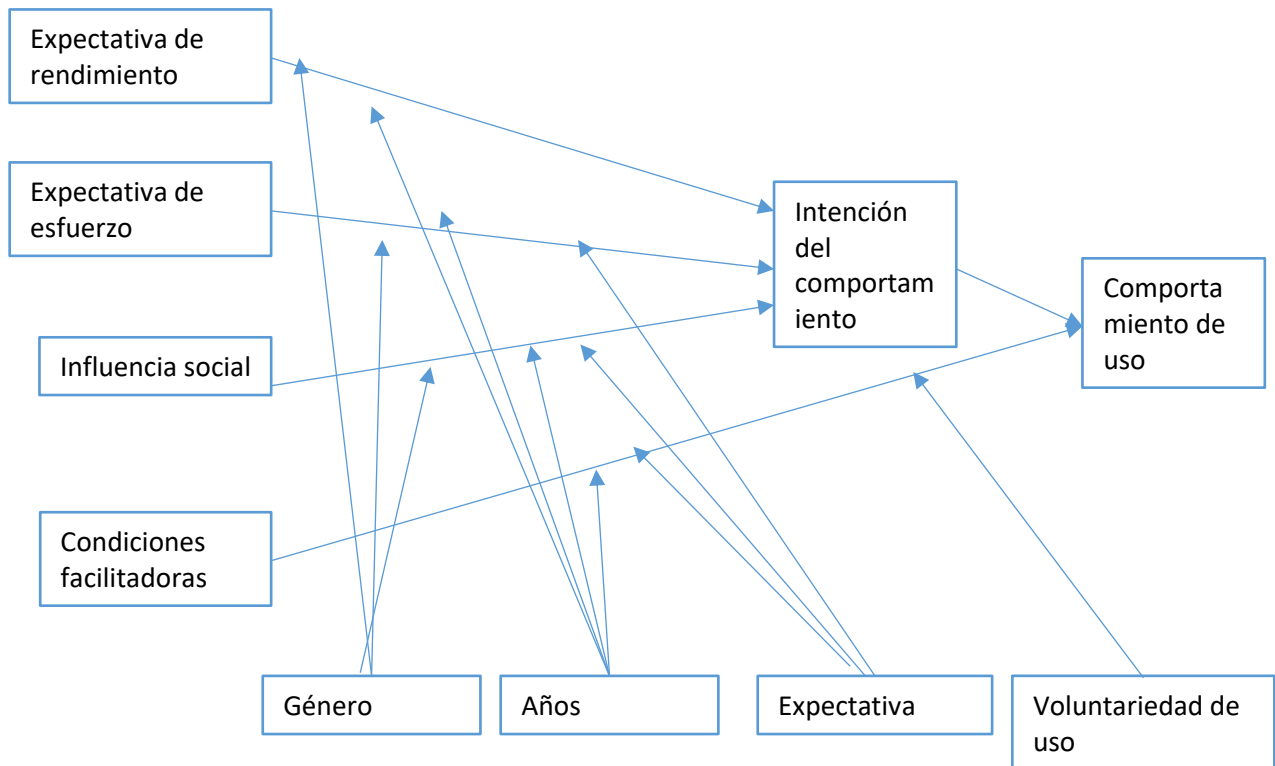 Expectativa de
rendimiento
Expectativa de
esfuerzo
Intención
del
comportam
iento
Comporta
miento de
uso
Influencia social
Condiciones
facilitadoras
Género
Años
Expectativa
Voluntariedad de
uso